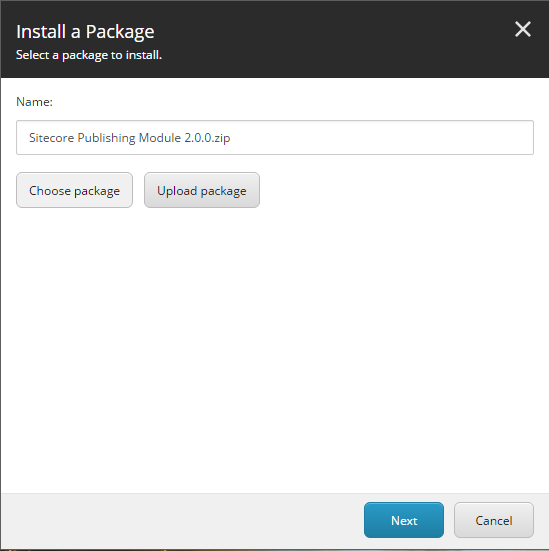 Install a Package
Select a package to install.
Name:
Sitecore Publishing Module 2.0.0.zip
Choose package
Upload package
Next
Cancel